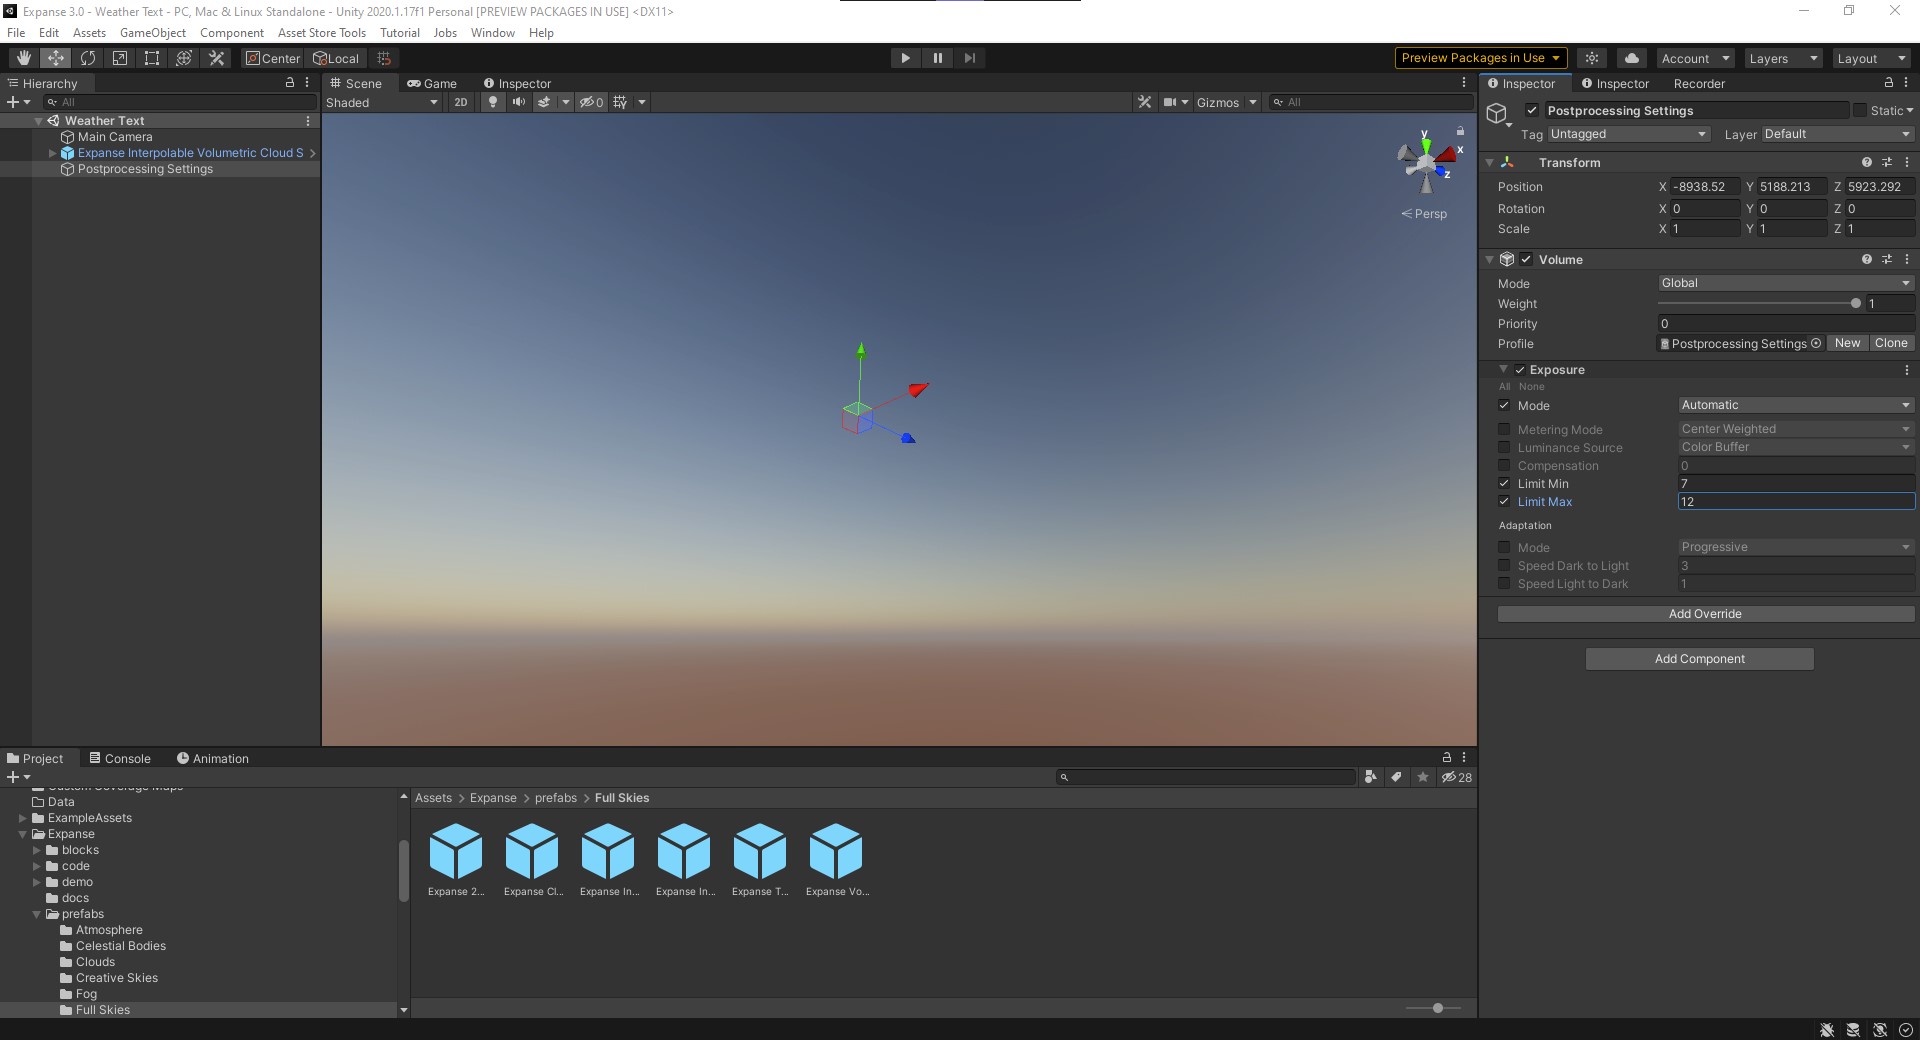 Expanse 3.0 - Weather Text - PC, Mac & Linux Standalone - Unity 2020.1.17f1 Personal [PREVIEW PACKAGES IN USE] <DX11>
File Edit Assets GameObject Component Asset Store Tools Tutorial Jobs Window Help
Center Local Preview Packages in Use Account Layers Layout
Hierarchy
All
Weather Text
Main Camera
Expanse Interpolable Volumetric Cloud S
Postprocessing Settings
Scene Game Inspector
Shaded 2D 0 Gizmos All
y
x
z
Persp
Inspector Inspector Recorder
Postprocessing Settings Static
Tag Untagged Layer Default
Transform
Position X -8938.52 Y 5188.213 Z 5923.292
Rotation X 0 Y 0 Z 0
Scale X 1 Y 1 Z 1
Volume
Mode Global
Weight 1
Priority 0
Profile Postprocessing Settings New Clone
Exposure
All None
Mode Automatic
Metering Mode Center Weighted
Luminance Source Color Buffer
Compensation 0
Limit Min 7
Limit Max 12
Adaptation
Mode Progressive
Speed Dark to Light 3
Speed Light to Dark 1
Add Override
Add Component
Project Console Animation
28
Custom Coverage Maps
Data
ExampleAssets
Expanse
blocks
code
demo
docs
prefabs
Atmosphere
Celestial Bodies
Clouds
Creative Skies
Fog
Full Skies
Assets > Expanse > prefabs > Full Skies
Expanse 2... Expanse Cl... Expanse In... Expanse In... Expanse T... Expanse Vo...